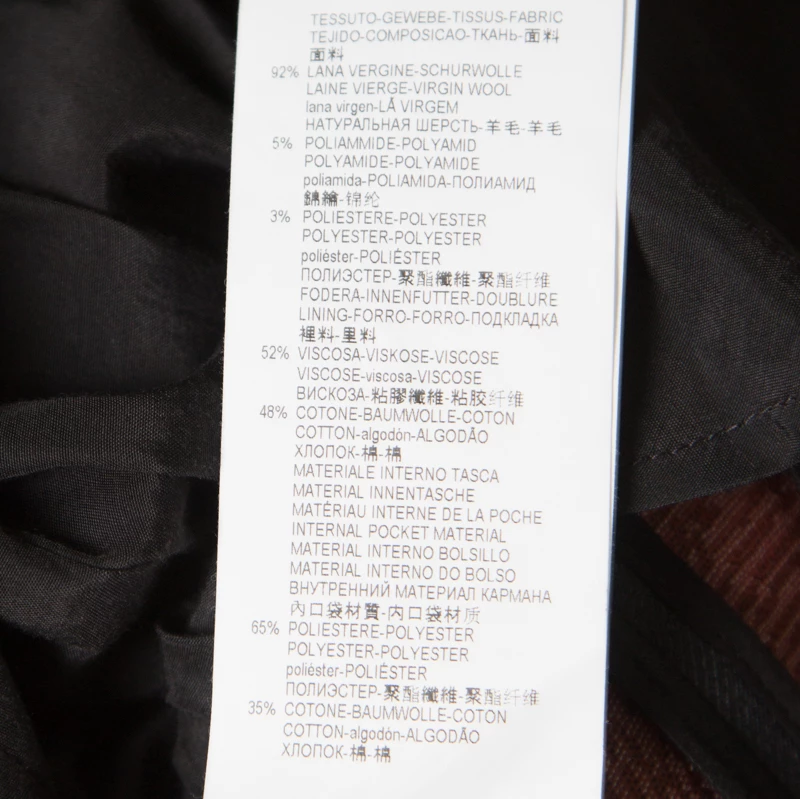 TESSUTO-GEWEBE-TISSUS-FABRIC
TEJIDO-COMPOSICAO-ТКАНЬ-面料
面料
92% LANA VERGINE-SCHURWOLLE
LAINE VIERGE-VIRGIN WOOL
lana virgen-LÃ VIRGEM
НАТУРАЛЬНАЯ ШЕРСТЬ-羊毛-羊毛
5% POLIAMMIDE-POLYAMID
POLYAMIDE-POLYAMIDE
poliamida-POLIAMIDA-ПОЛИАМИД
錦綸-锦纶
3% POLIESTERE-POLYESTER
POLYESTER-POLYESTER
poliéster-POLIÉSTER
ПОЛИЭСТЕР-聚酯纖維-聚酯纤维
FODERA-INNENFUTTER-DOUBLURE
LINING-FORRO-FORRO-ПОДКЛАДКА
裡料-里料
52% VISCOSA-VISKOSE-VISCOSE
VISCOSE-viscosa-VISCOSE
ВИСКОЗА-粘膠纖維-粘胶纤维
48% COTONE-BAUMWOLLE-COTON
COTTON-algodón-ALGODÃO
ХЛОПОК-棉-棉
MATERIALE INTERNO TASCA
MATERIAL INNENTASCHE
MATÉRIAU INTERNE DE LA POCHE
INTERNAL POCKET MATERIAL
MATERIAL INTERNO BOLSILLO
MATERIAL INTERNO DO BOLSO
ВНУТРЕННИЙ МАТЕРИАЛ КАРМАНА
內口袋材質-内口袋材质
65% POLIESTERE-POLYESTER
POLYESTER-POLYESTER
poliéster-POLIÉSTER
ПОЛИЭСТЕР-聚酯纖維-聚酯纤维
35% COTONE-BAUMWOLLE-COTON
COTTON-algodón-ALGODÃO
ХЛОПОК-棉-棉